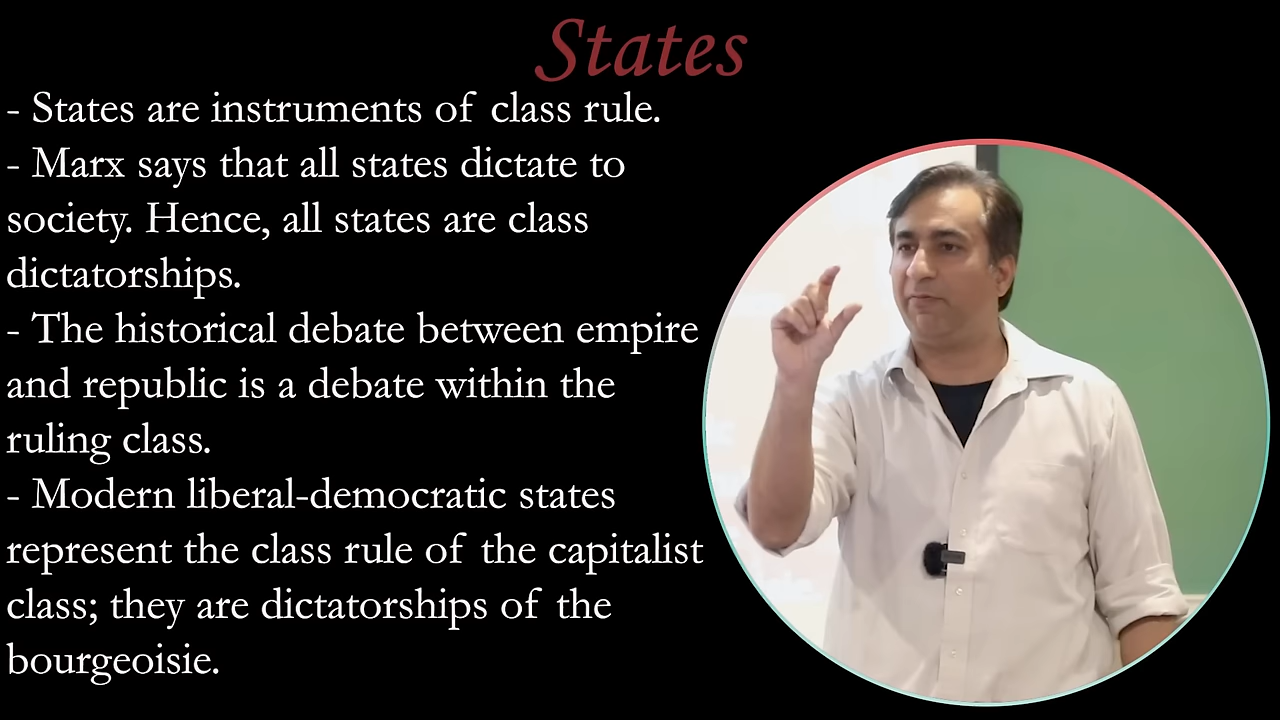 States
- States are instruments of class rule.
- Marx says that all states dictate to
society. Hence, all states are class
dictatorships.
- The historical debate between empire
and republic is a debate within the
ruling class.
- Modern liberal-democratic states
represent the class rule of the capitalist
class; they are dictatorships of the
bourgeoisie.